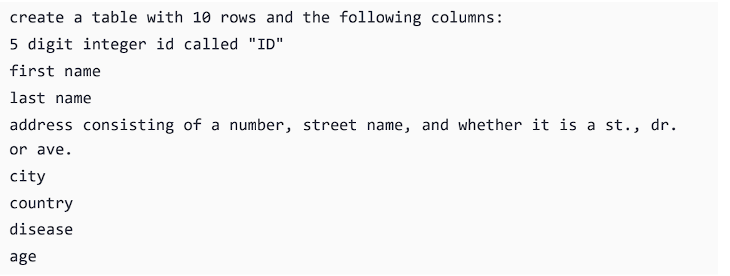 create a table with 10 rows and the following columns:
5 digit integer id called "ID"
first name
last name
address consisting of a number, street name, and whether it is a st., dr.
or ave.
city
country
disease
age